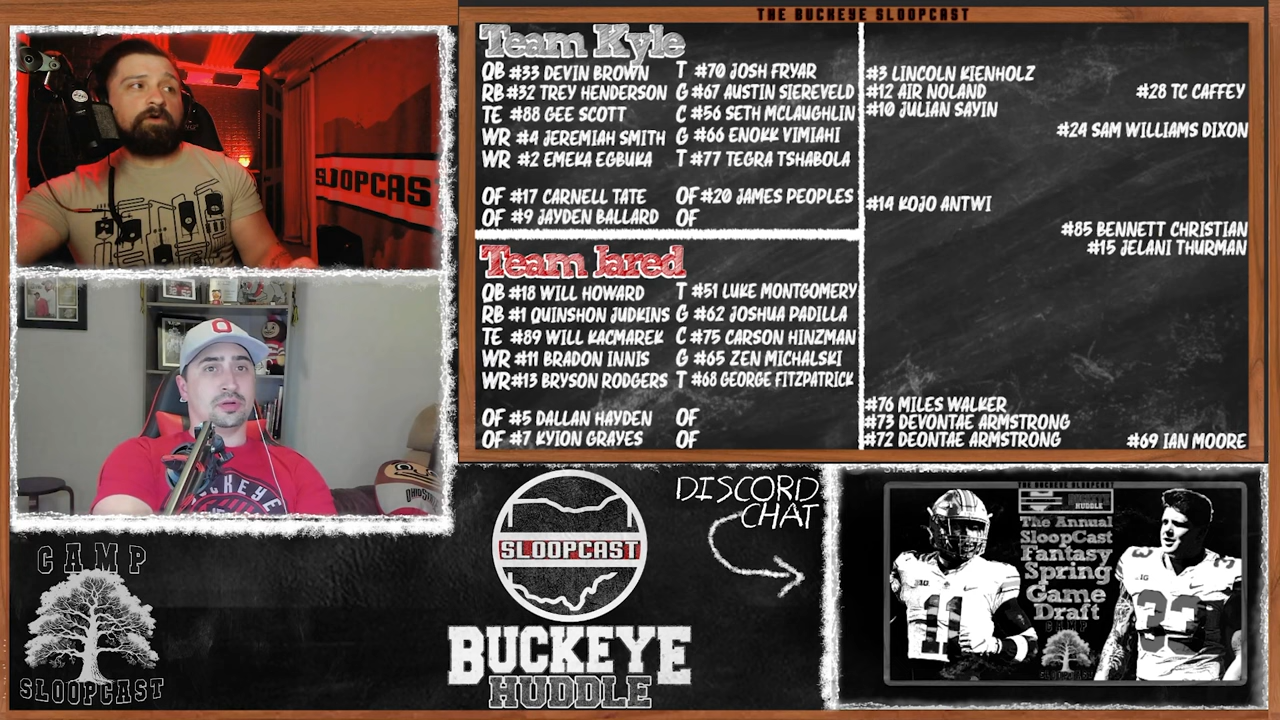 THE BUCKEYE SLOOPCAST
SLOOPCAS
Team Kyle
QB #33 DEVIN BROWN T #70 JOSH FRYAR
RB #32 TREY HENDERSON G #67 AUSTIN SIEREVELD
TE #88 GEE SCOTT C #56 SETH MCLAUGHLIN
WR #4 JEREMIAH SMITH G #66 ENOKK VIMIAHI
WR #2 EMEKA EGBUKA T #77 TEGRA TSHABOLA
OF #17 CARNELL TATE OF #20 JAMES PEOPLES
OF #9 JAYDEN BALLARD OF
Team Jared
QB #18 WILL HOWARD T #51 LUKE MONTGOMERY
RB #1 QUINSHON JUDKINS G #62 JOSHUA PADILLA
TE #89 WILL KACMAREK C #75 CARSON HINZMAN
WR #11 BRADON INNIS G #65 ZEN MICHALSKI
WR #13 BRYSON RODGERS T #68 GEORGE FITZPATRICK
OF #5 DALLAN HAYDEN OF
OF #7 KYION GRAYES OF
#3 LINCOLN KIENHOLZ
#12 AIR NOLAND #28 TC CAFFEY
#10 JULIAN SAYIN
#24 SAM WILLIAMS DIXON
#14 KOJO ANTWI
#85 BENNETT CHRISTIAN
#15 JELANI THURMAN
#76 MILES WALKER
#73 DEVONTAE ARMSTRONG
#72 DEONTAE ARMSTRONG #69 IAN MOORE
CAMP
SLOOPCAST
SLOOPCAST
BUCKEYE
HUDDLE
DISCORD
CHAT
THE BUCKEYE SLOOPCAST
BUCKEYE
HUDDLE
The Annual
SloopCast
Fantasy
Spring
Game
Draft
CAMP
11
33